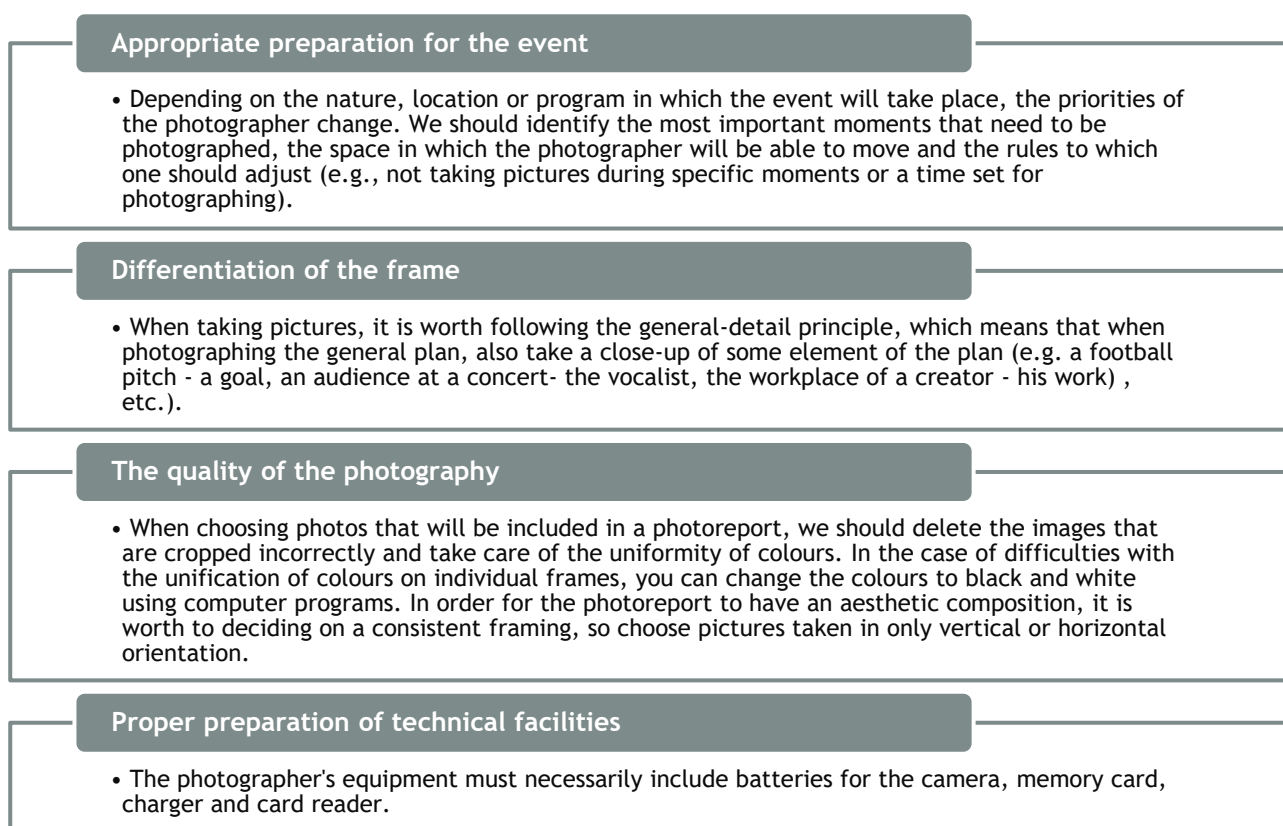 Appropriate preparation for the event
• Depending on the nature, location or program in which the event will take place, the priorities of
the photographer change. We should identify the most important moments that need to be
photographed, the space in which the photographer will be able to move and the rules to which
one should adjust (e.g., not taking pictures during specific moments or a time set for
photographing).
Differentiation of the frame
• When taking pictures, it is worth following the general-detail principle, which means that when
photographing the general plan, also take a close-up of some element of the plan (e.g. a football
pitch - a goal, an audience at a concert- the vocalist, the workplace of a creator - his work) ,
etc.).
The quality of the photography
• When choosing photos that will be included in a photoreport, we should delete the images that
are cropped incorrectly and take care of the uniformity of colours. In the case of difficulties with
the unification of colours on individual frames, you can change the colours to black and white
using computer programs. In order for the photoreport to have an aesthetic composition, it is
worth to deciding on a consistent framing, so choose pictures taken in only vertical or horizontal
orientation.
Proper preparation of technical facilities
• The photographer's equipment must necessarily include batteries for the camera, memory card,
charger and card reader.